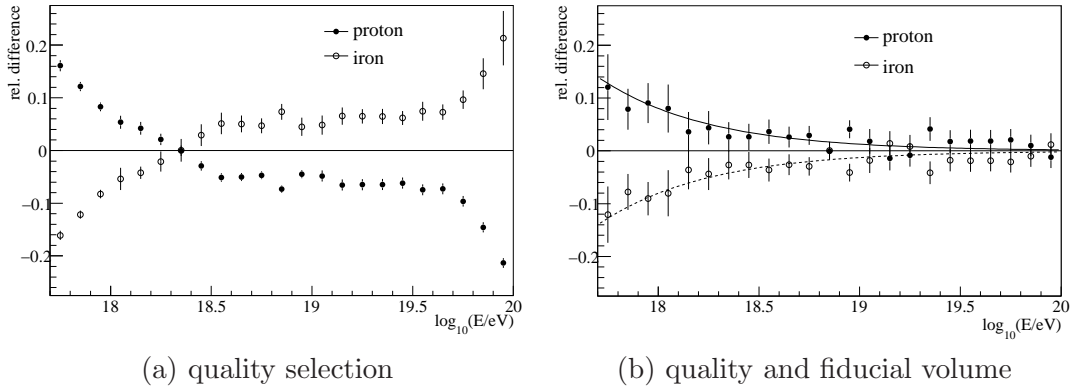 rel. difference
proton
iron
0.2
0.1
0
−0.1
−0.2
18
18.5
19
19.5
20
log10(E/eV)
(a) quality selection
rel. difference
proton
iron
0.2
0.1
0
−0.1
−0.2
18
18.5
19
19.5
20
log10(E/eV)
(b) quality and fiducial volume